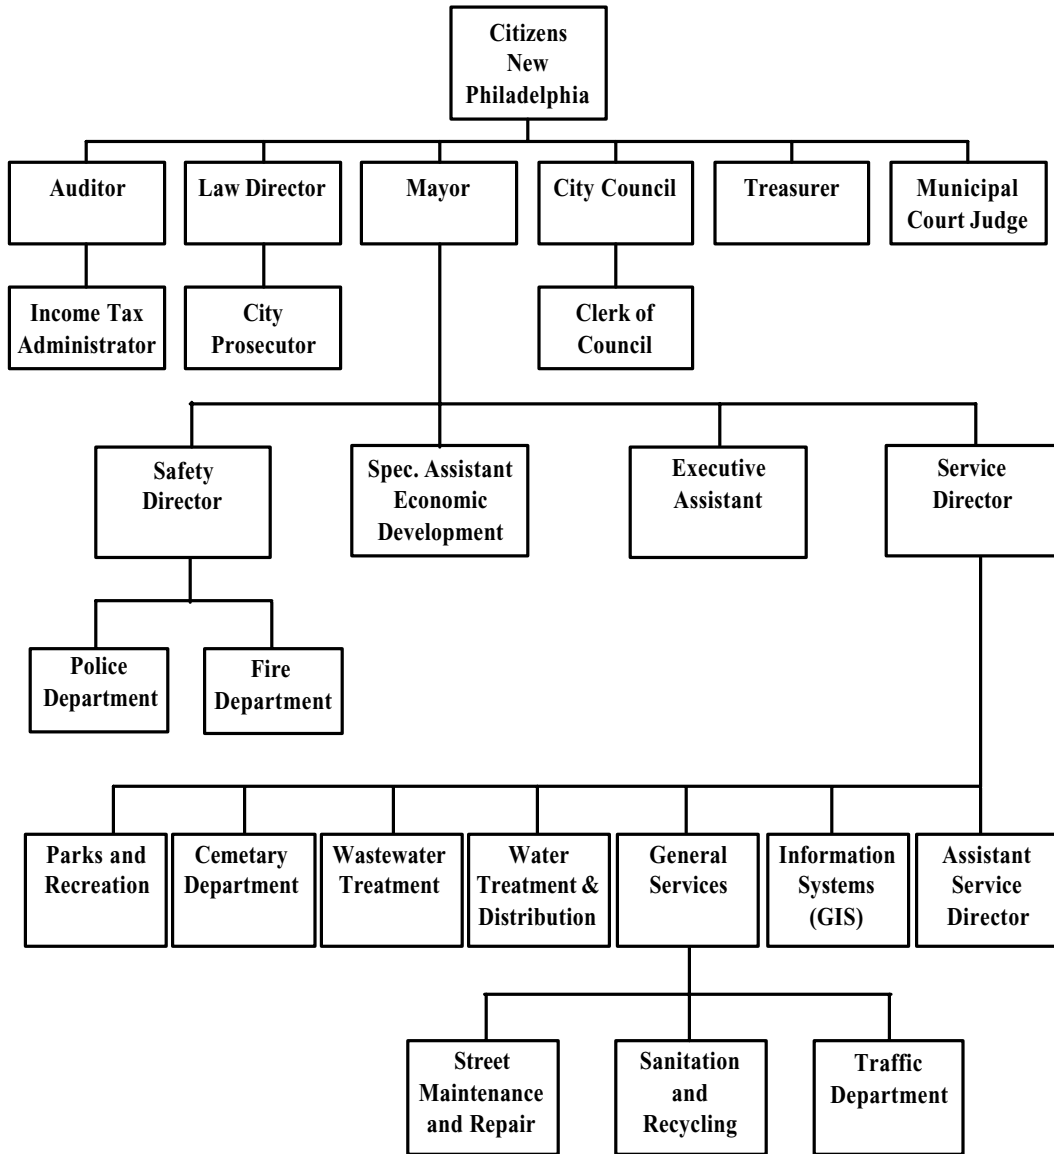 Citizens
New
Philadelphia
Auditor
Law Director
Mayor
City Council
Treasurer
Municipal
Court Judge
Income Tax
Administrator
City
Prosecutor
Clerk of
Council
Safety
Director
Spec. Assistant
Economic
Development
Executive
Assistant
Service
Director
Police
Department
Fire
Department
Parks and
Recreation
Cemetary
Department
Wastewater
Treatment
Water
Treatment &
Distribution
General
Services
Information
Systems
(GIS)
Assistant
Service
Director
Street
Maintenance
and Repair
Sanitation
and
Recycling
Traffic
Department